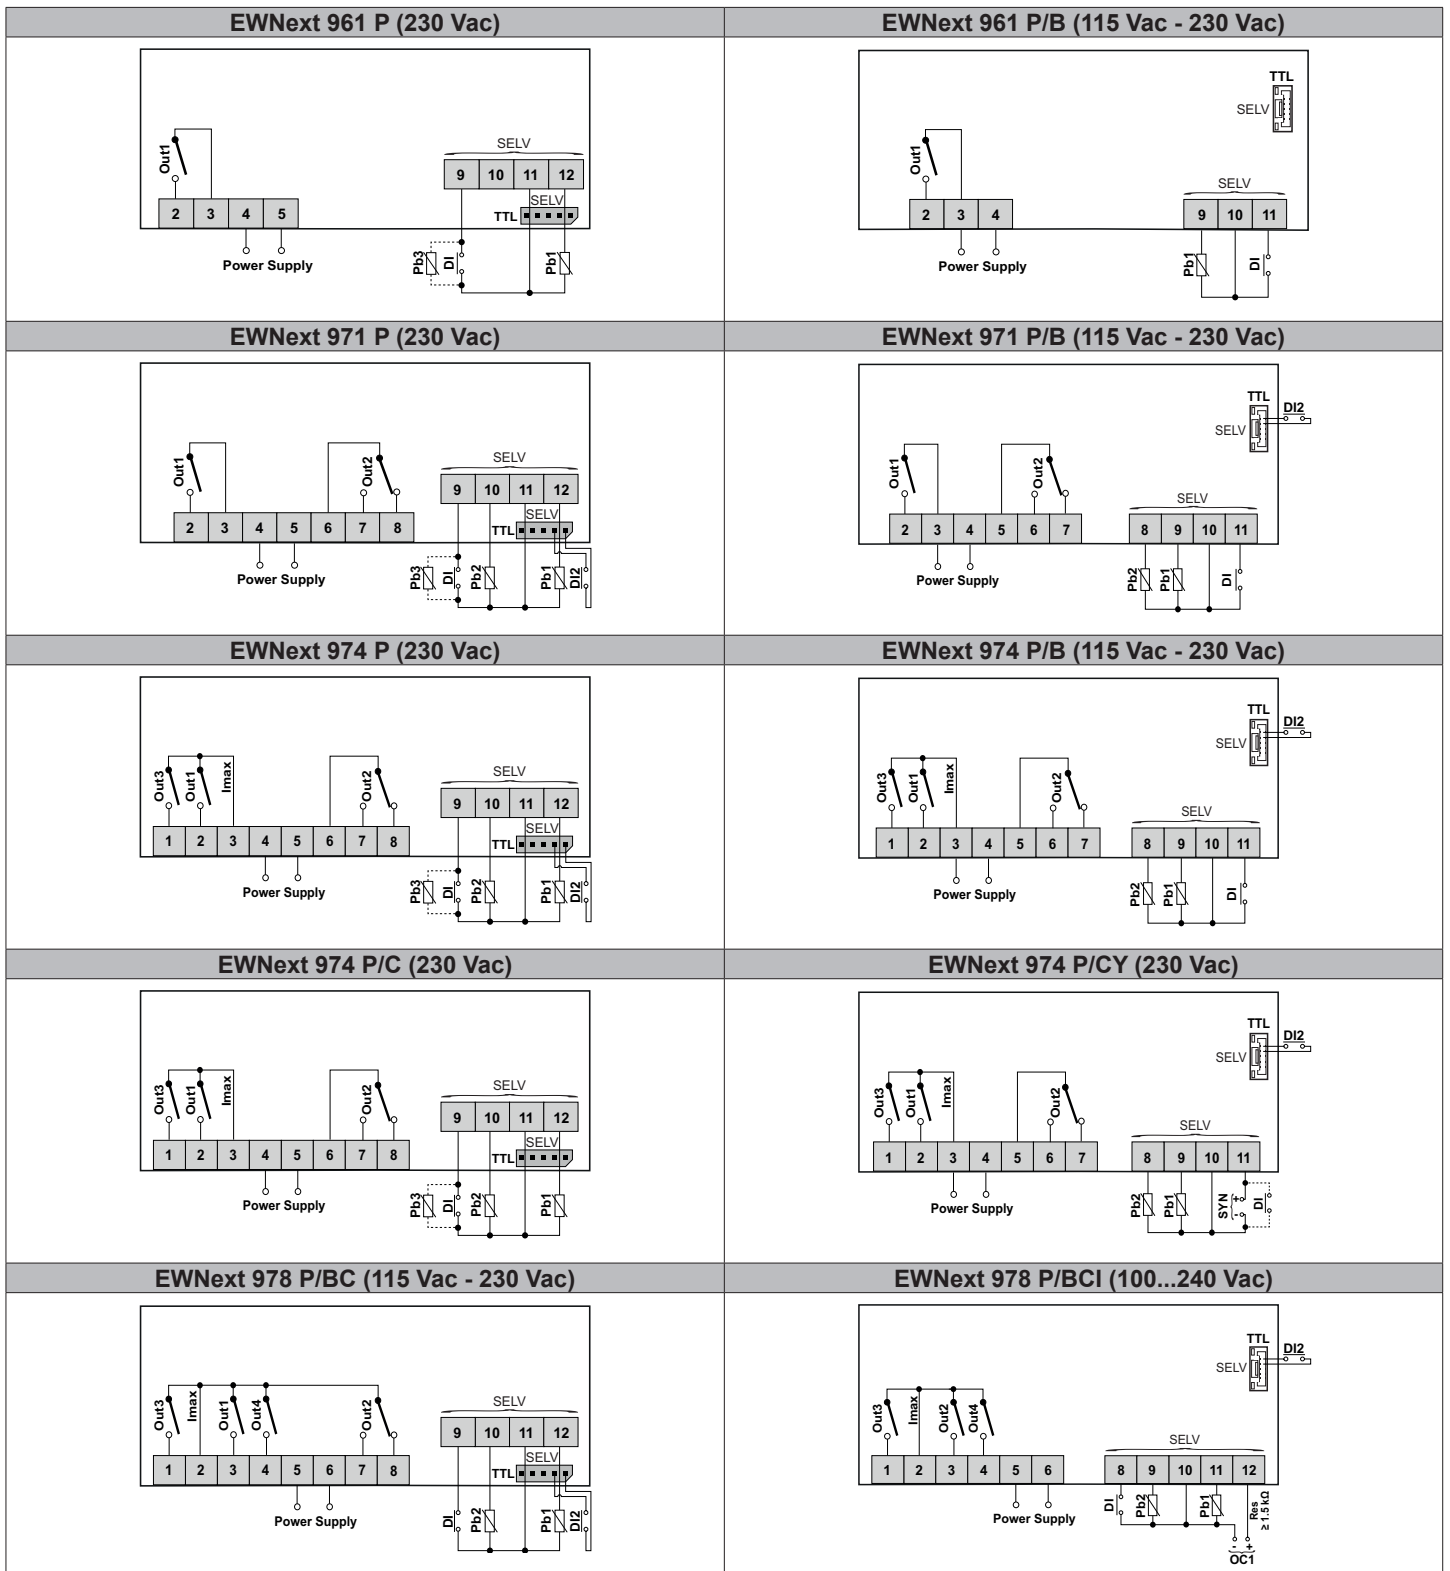 EWNext 961 P (230 Vac)
Out1
2 3 4 5
Power Supply
SELV
9 10 11 12
SELV
TTL
Pb3 DI Pb1
EWNext 961 P/B (115 Vac - 230 Vac)
TTL
SELV
Out1
2 3 4
Power Supply
SELV
9 10 11
Pb1 DI
EWNext 971 P (230 Vac)
Out1 Out2
2 3 4 5 6 7 8
Power Supply
SELV
9 10 11 12
SELV
TTL
Pb3 DI Pb2 Pb1 DI2
EWNext 971 P/B (115 Vac - 230 Vac)
TTL
DI2
SELV
Out1 Out2
2 3 4 5 6 7
Power Supply
SELV
8 9 10 11
Pb2 Pb1 DI
EWNext 974 P (230 Vac)
Out3 Out1 Imax Out2
1 2 3 4 5 6 7 8
Power Supply
SELV
9 10 11 12
SELV
TTL
Pb3 DI Pb2 Pb1 DI2
EWNext 974 P/B (115 Vac - 230 Vac)
TTL
DI2
SELV
Out3 Out1 Imax Out2
1 2 3 4 5 6 7
Power Supply
SELV
8 9 10 11
Pb2 Pb1 DI
EWNext 974 P/C (230 Vac)
Out3 Out1 Imax Out2
1 2 3 4 5 6 7 8
Power Supply
SELV
9 10 11 12
SELV
TTL
Pb3 DI Pb2 Pb1
EWNext 974 P/CY (230 Vac)
TTL
DI2
SELV
Out3 Out1 Imax Out2
1 2 3 4 5 6 7
Power Supply
SELV
8 9 10 11
Pb2 Pb1 SYN - + DI
EWNext 978 P/BC (115 Vac - 230 Vac)
Out3 Imax Out1 Out4 Out2
1 2 3 4 5 6 7 8
Power Supply
SELV
9 10 11 12
SELV
TTL
DI Pb2 Pb1 DI2
EWNext 978 P/BCI (100...240 Vac)
TTL
DI2
SELV
Out3 Imax Out2 Out4
1 2 3 4 5 6
Power Supply
SELV
8 9 10 11 12
DI Pb2 Pb1
Res
≥ 1.5 kΩ
- +
OC1